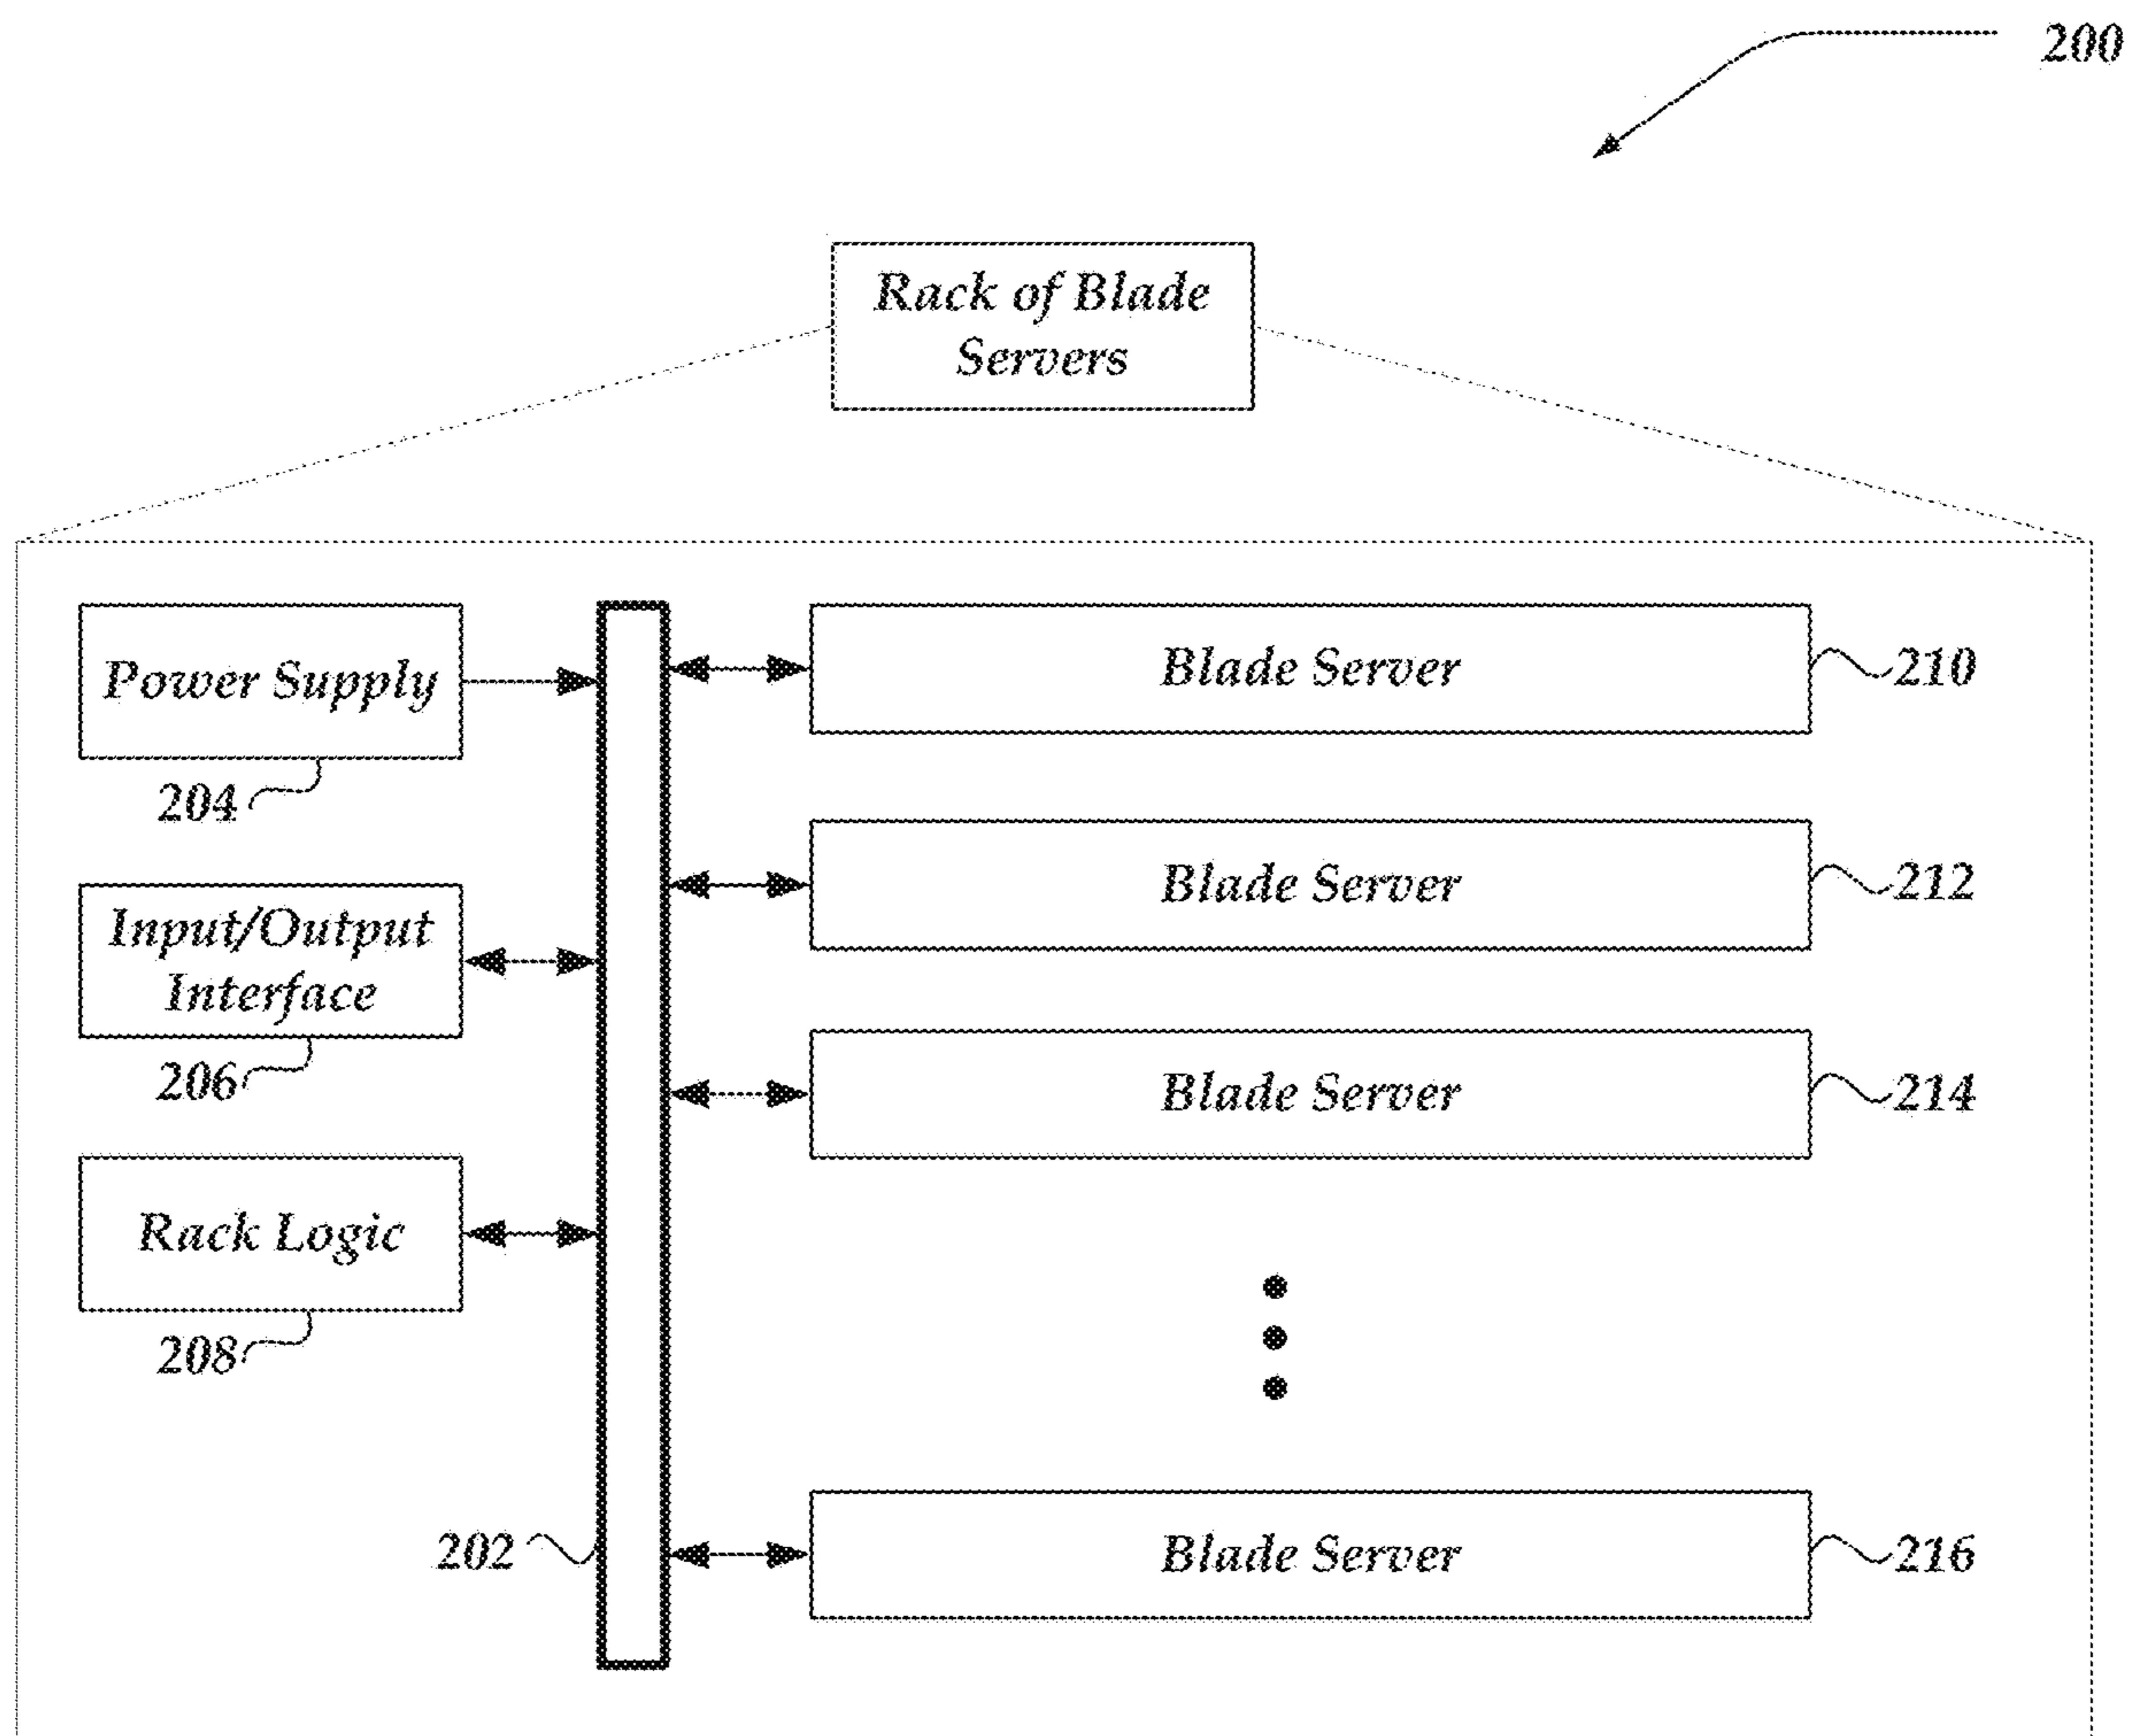 200
Rack of Blade
Servers
Power Supply
204
Input/Output
Interface
206
Rack Logic
208
202
Blade Server
210
Blade Server
212
Blade Server
214
Blade Server
216